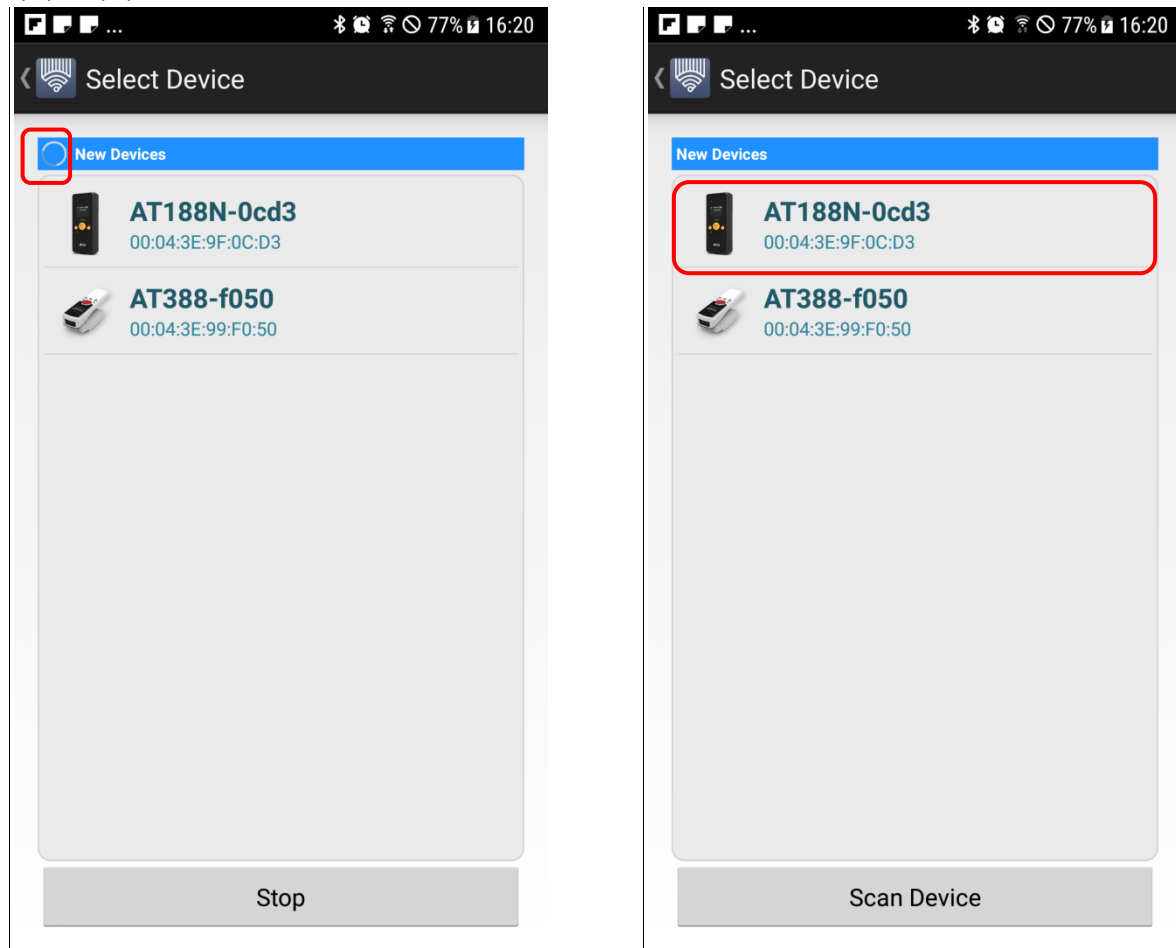 ... 77% 16:20
Select Device
New Devices
AT188N-0cd3
00:04:3E:9F:0C:D3
AT388-f050
00:04:3E:99:F0:50
Stop
... 77% 16:20
Select Device
New Devices
AT188N-0cd3
00:04:3E:9F:0C:D3
AT388-f050
00:04:3E:99:F0:50
Scan Device